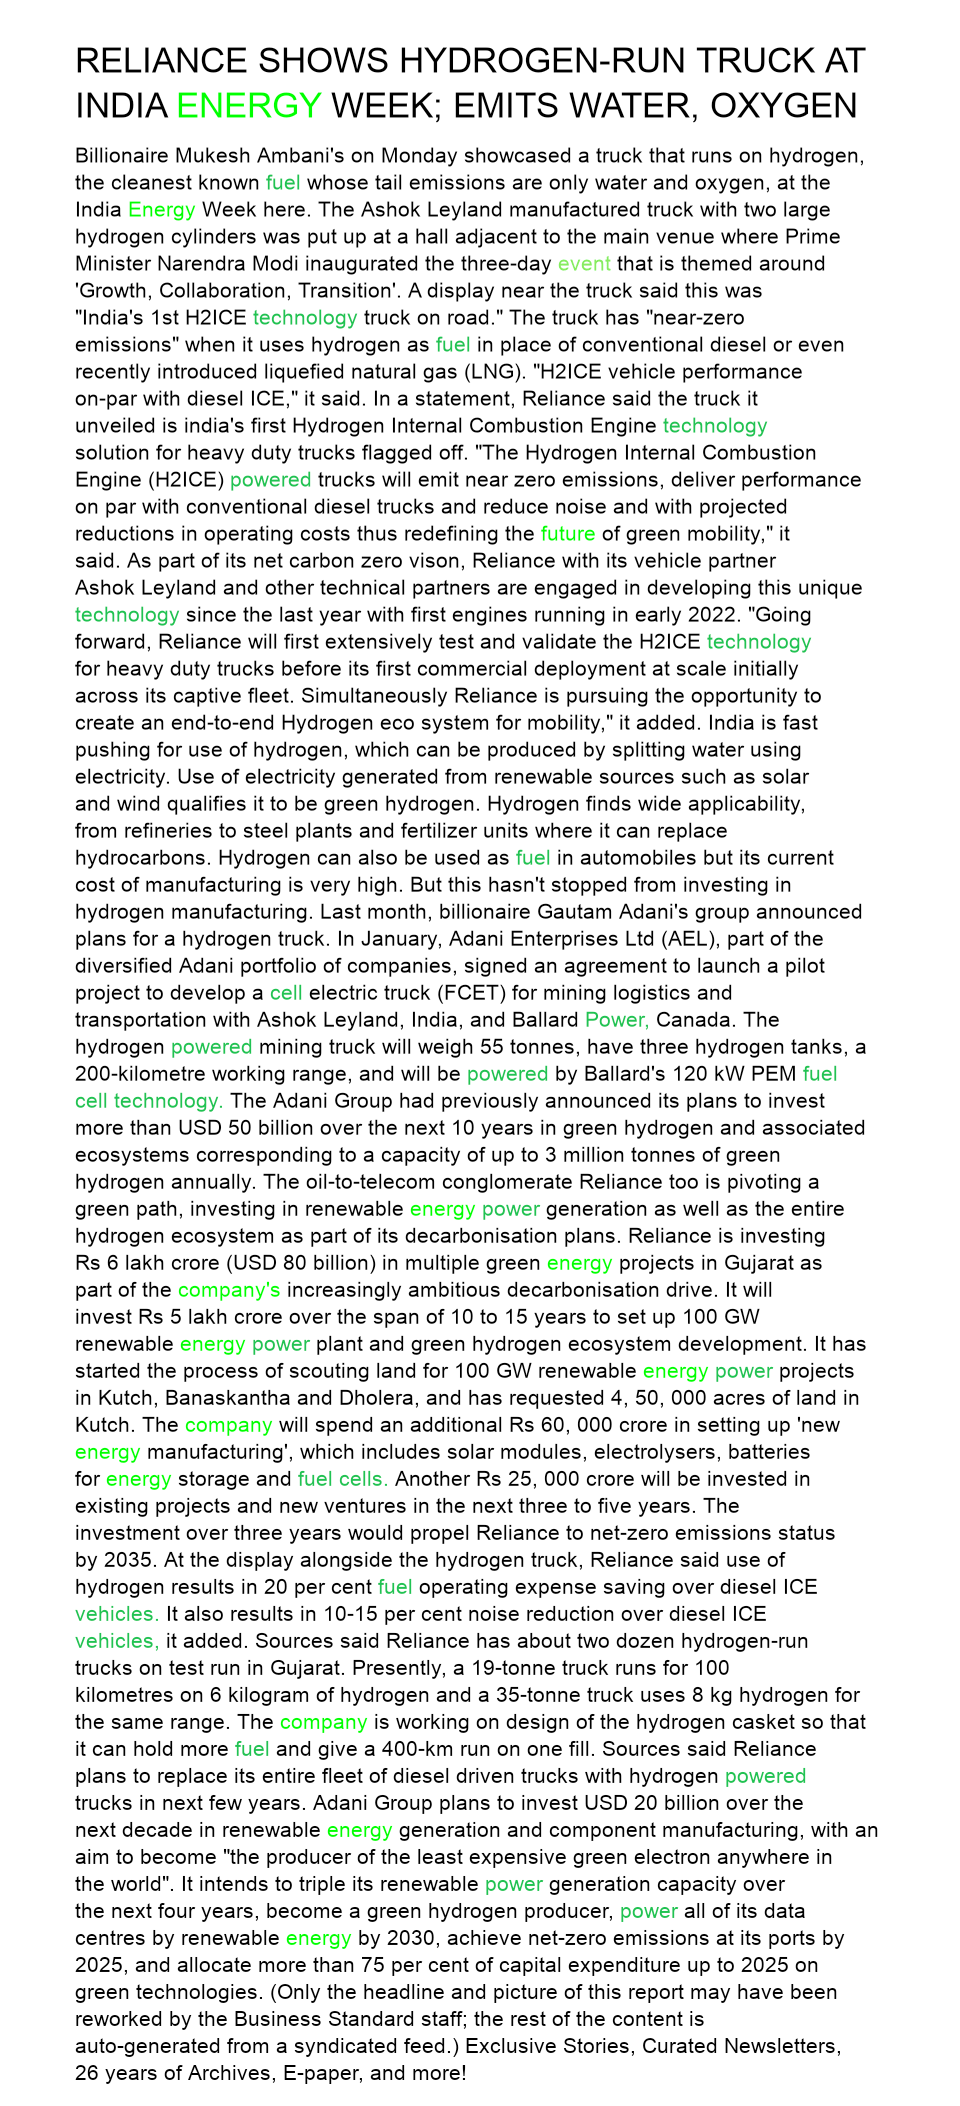 RELIANCE SHOWS HYDROGEN-RUN TRUCK AT
INDIA ENERGY WEEK; EMITS WATER, OXYGEN
Billionaire Mukesh Ambani's on Monday showcased a truck that runs on hydrogen,
the cleanest known fuel whose tail emissions are only water and oxygen, at the
India Energy Week here. The Ashok Leyland manufactured truck with two large
hydrogen cylinders was put up at a hall adjacent to the main venue where Prime
Minister Narendra Modi inaugurated the three-day event that is themed around
'Growth, Collaboration, Transition'. A display near the truck said this was
"India's 1st H2ICE technology truck on road." The truck has "near-zero
emissions" when it uses hydrogen as fuel in place of conventional diesel or even
recently introduced liquefied natural gas (LNG). "H2ICE vehicle performance
on-par with diesel ICE," it said. In a statement, Reliance said the truck it
unveiled is india's first Hydrogen Internal Combustion Engine technology
solution for heavy duty trucks flagged off. "The Hydrogen Internal Combustion
Engine (H2ICE) powered trucks will emit near zero emissions, deliver performance
on par with conventional diesel trucks and reduce noise and with projected
reductions in operating costs thus redefining the future of green mobility," it
said. As part of its net carbon zero vison, Reliance with its vehicle partner
Ashok Leyland and other technical partners are engaged in developing this unique
technology since the last year with first engines running in early 2022. "Going
forward, Reliance will first extensively test and validate the H2ICE technology
for heavy duty trucks before its first commercial deployment at scale initially
across its captive fleet. Simultaneously Reliance is pursuing the opportunity to
create an end-to-end Hydrogen eco system for mobility," it added. India is fast
pushing for use of hydrogen, which can be produced by splitting water using
electricity. Use of electricity generated from renewable sources such as solar
and wind qualifies it to be green hydrogen. Hydrogen finds wide applicability,
from refineries to steel plants and fertilizer units where it can replace
hydrocarbons. Hydrogen can also be used as fuel in automobiles but its current
cost of manufacturing is very high. But this hasn't stopped from investing in
hydrogen manufacturing. Last month, billionaire Gautam Adani's group announced
plans for a hydrogen truck. In January, Adani Enterprises Ltd (AEL), part of the
diversified Adani portfolio of companies, signed an agreement to launch a pilot
project to develop a cell electric truck (FCET) for mining logistics and
transportation with Ashok Leyland, India, and Ballard Power, Canada. The
hydrogen powered mining truck will weigh 55 tonnes, have three hydrogen tanks, a
200-kilometre working range, and will be powered by Ballard's 120 kW PEM fuel
cell technology. The Adani Group had previously announced its plans to invest
more than USD 50 billion over the next 10 years in green hydrogen and associated
ecosystems corresponding to a capacity of up to 3 million tonnes of green
hydrogen annually. The oil-to-telecom conglomerate Reliance too is pivoting a
green path, investing in renewable energy power generation as well as the entire
hydrogen ecosystem as part of its decarbonisation plans. Reliance is investing
Rs 6 lakh crore (USD 80 billion) in multiple green energy projects in Gujarat as
part of the company's increasingly ambitious decarbonisation drive. It will
invest Rs 5 lakh crore over the span of 10 to 15 years to set up 100 GW
renewable energy power plant and green hydrogen ecosystem development. It has
started the process of scouting land for 100 GW renewable energy power projects
in Kutch, Banaskantha and Dholera, and has requested 4, 50, 000 acres of land in
Kutch. The company will spend an additional Rs 60, 000 crore in setting up 'new
energy manufacturing', which includes solar modules, electrolysers, batteries
for energy storage and fuel cells. Another Rs 25, 000 crore will be invested in
existing projects and new ventures in the next three to five years. The
investment over three years would propel Reliance to net-zero emissions status
by 2035. At the display alongside the hydrogen truck, Reliance said use of
hydrogen results in 20 per cent fuel operating expense saving over diesel ICE
vehicles. It also results in 10-15 per cent noise reduction over diesel ICE
vehicles, it added. Sources said Reliance has about two dozen hydrogen-run
trucks on test run in Gujarat. Presently, a 19-tonne truck runs for 100
kilometres on 6 kilogram of hydrogen and a 35-tonne truck uses 8 kg hydrogen for
the same range. The company is working on design of the hydrogen casket so that
it can hold more fuel and give a 400-km run on one fill. Sources said Reliance
plans to replace its entire fleet of diesel driven trucks with hydrogen powered
trucks in next few years. Adani Group plans to invest USD 20 billion over the
next decade in renewable energy generation and component manufacturing, with an
aim to become "the producer of the least expensive green electron anywhere in
the world". It intends to triple its renewable power generation capacity over
the next four years, become a green hydrogen producer, power all of its data
centres by renewable energy by 2030, achieve net-zero emissions at its ports by
2025, and allocate more than 75 per cent of capital expenditure up to 2025 on
green technologies. (Only the headline and picture of this report may have been
reworked by the Business Standard staff; the rest of the content is
auto-generated from a syndicated feed.) Exclusive Stories, Curated Newsletters,
26 years of Archives, E-paper, and more!